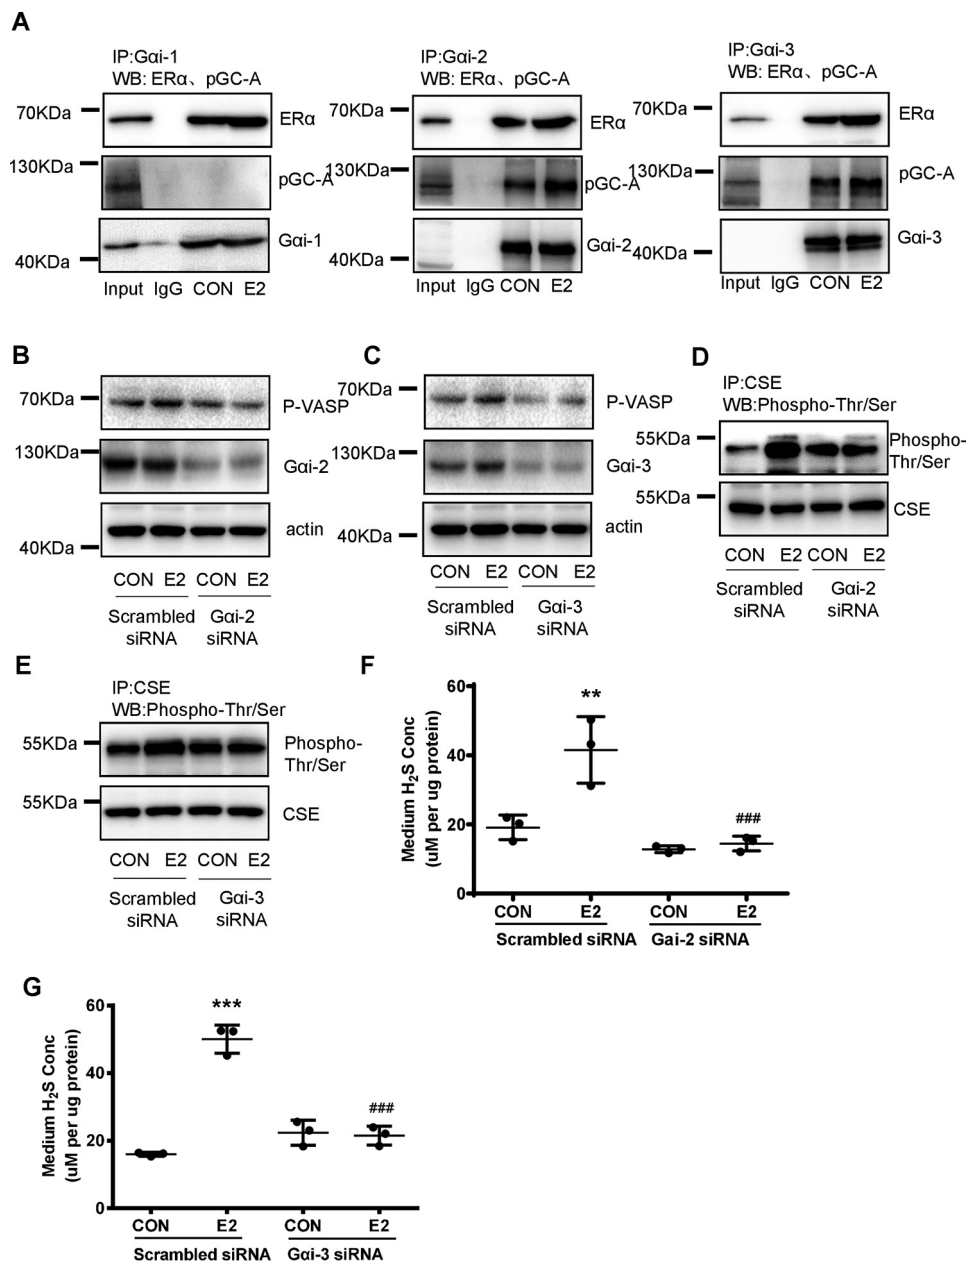 A
IP:Gαi-1
WB: ERα、pGC-A
70KDa
ERα
130KDa
pGC-A
Gαi-1
40KDa
Input IgG CON E2
IP:Gαi-2
WB: ERα、pGC-A
70KDa
ERα
130KDa
pGC-A
Gαi-2
40KDa
Input IgG CON E2
IP:Gαi-3
WB: ERα、pGC-A
70KDa
ERα
130KDa
pGC-A
Gαi-3
40KDa
Input IgG CON E2
B
70KDa
P-VASP
130KDa
Gαi-2
actin
40KDa
CON E2 CON E2
Scrambled Gαi-2
siRNA siRNA
C
70KDa
P-VASP
130KDa
Gαi-3
actin
40KDa
CON E2 CON E2
Scrambled Gαi-3
siRNA siRNA
D
IP:CSE
WB:Phospho-Thr/Ser
55KDa
Phospho-
Thr/Ser
55KDa
CSE
CON E2 CON E2
Scrambled Gαi-2
siRNA siRNA
E
IP:CSE
WB:Phospho-Thr/Ser
55KDa
Phospho-
Thr/Ser
55KDa
CSE
CON E2 CON E2
Scrambled Gαi-3
siRNA siRNA
F
Medium H2S Conc
(uM per ug protein)
60
40
20
0
**
###
CON E2 CON E2
Scrambled siRNA Gai-2 siRNA
G
Medium H2S Conc
(uM per ug protein)
60
40
20
0
***
###
CON E2 CON E2
Scrambled siRNA Gαi-3 siRNA